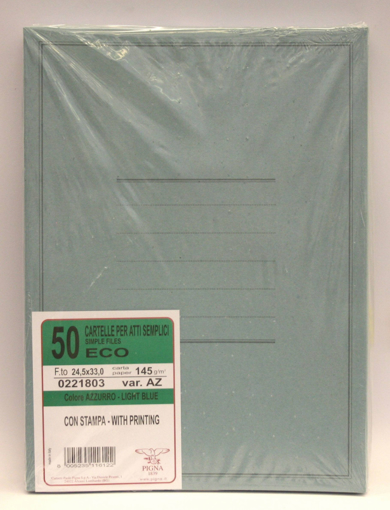 50 CARTELLE PER ATTI SEMPLICI
SIMPLE FILES
ECO
F.to 24,5x33,0 carta paper 145 g/m²
0221803 var. AZ
Colore AZZURRO - LIGHT BLUE
CON STAMPA - WITH PRINTING
PIGNA